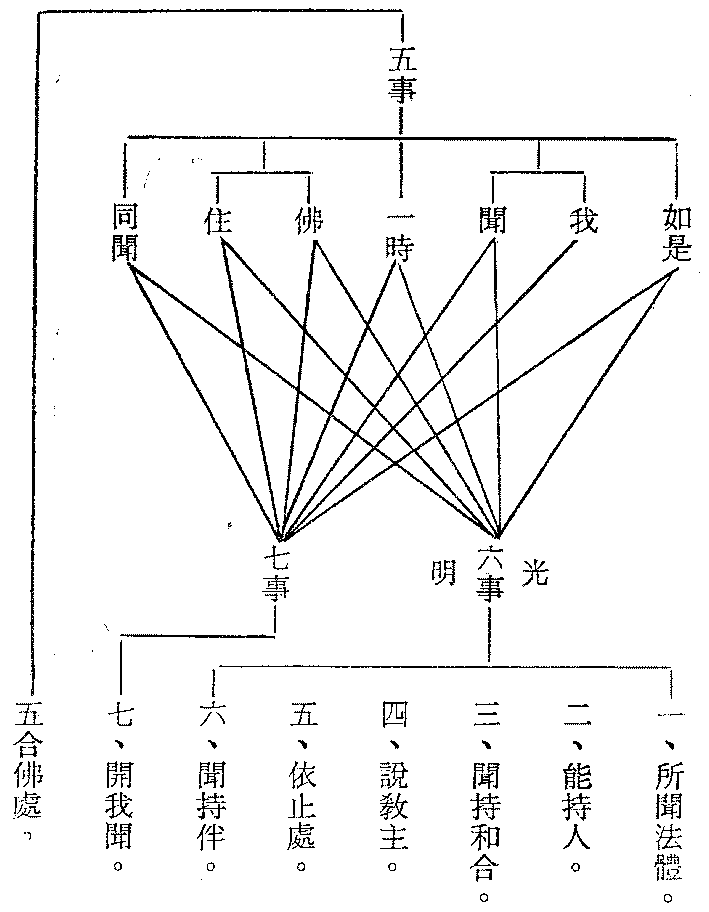 五事
如是
我
聞
一時
佛
住
同聞
光
六事
明
七事
一、所聞法體。
二、能持人。
三、聞持和合。
四、說教主。
五、依止處。
六、聞持伴。
七、開我聞。
五合佛處。